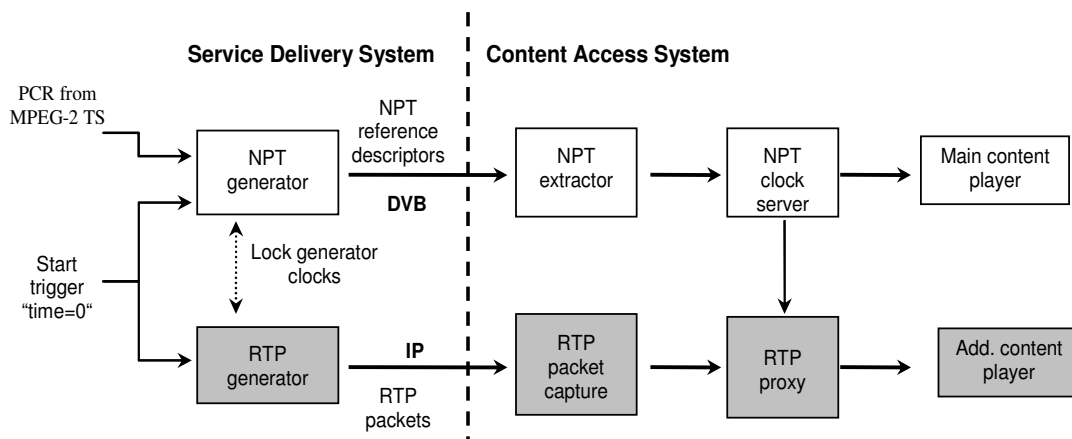 Service Delivery System
Content Access System
PCR from
MPEG-2 TS
NPT
reference
descriptors
NPT
generator
DVB
NPT
extractor
NPT
clock
server
Main content
player
Lock generator
clocks
Start
trigger
“time=0“
RTP
generator
IP
RTP
packets
RTP
packet
capture
RTP
proxy
Add. content
player